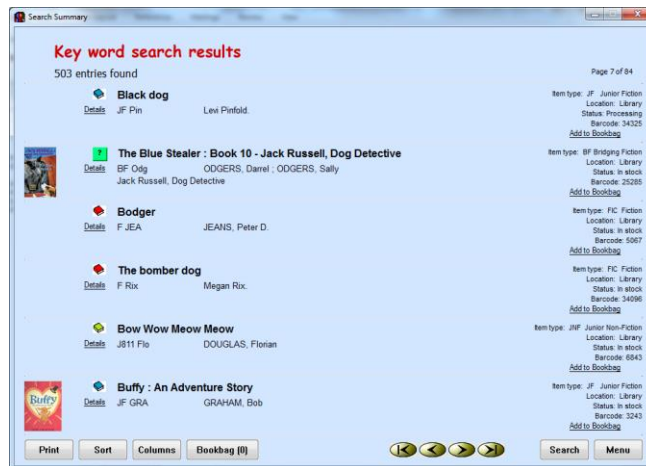 Search Summary
Key word search results
503 entries found
Page 7 of 84
Black dog
Details JF Pin Levi Pinfold.
Item type: JF Junior Fiction
Location: Library
Status: Processing
Barcode: 34325
Add to Bookbag
?
The Blue Stealer : Book 10 - Jack Russell, Dog Detective
Details BF Odg ODGERS, Darrel ; ODGERS, Sally
Jack Russell, Dog Detective
Item type: BF Bridging Fiction
Location: Library
Status: In stock
Barcode: 25285
Add to Bookbag
Bodger
Details F JEA JEANS, Peter D.
Item type: FIC Fiction
Location: Library
Status: In stock
Barcode: 5067
Add to Bookbag
The bomber dog
Details F Rix Megan Rix.
Item type: FIC Fiction
Location: Library
Status: In stock
Barcode: 34096
Add to Bookbag
Bow Wow Meow Meow
Details J811 Flo DOUGLAS, Florian
Item type: JNF Junior Non-Fiction
Location: Library
Status: In stock
Barcode: 6843
Add to Bookbag
Buffy
Buffy : An Adventure Story
Details JF GRA GRAHAM, Bob
Item type: JF Junior Fiction
Location: Library
Status: In stock
Barcode: 3243
Add to Bookbag
Print Sort Columns Bookbag (0) Search Menu